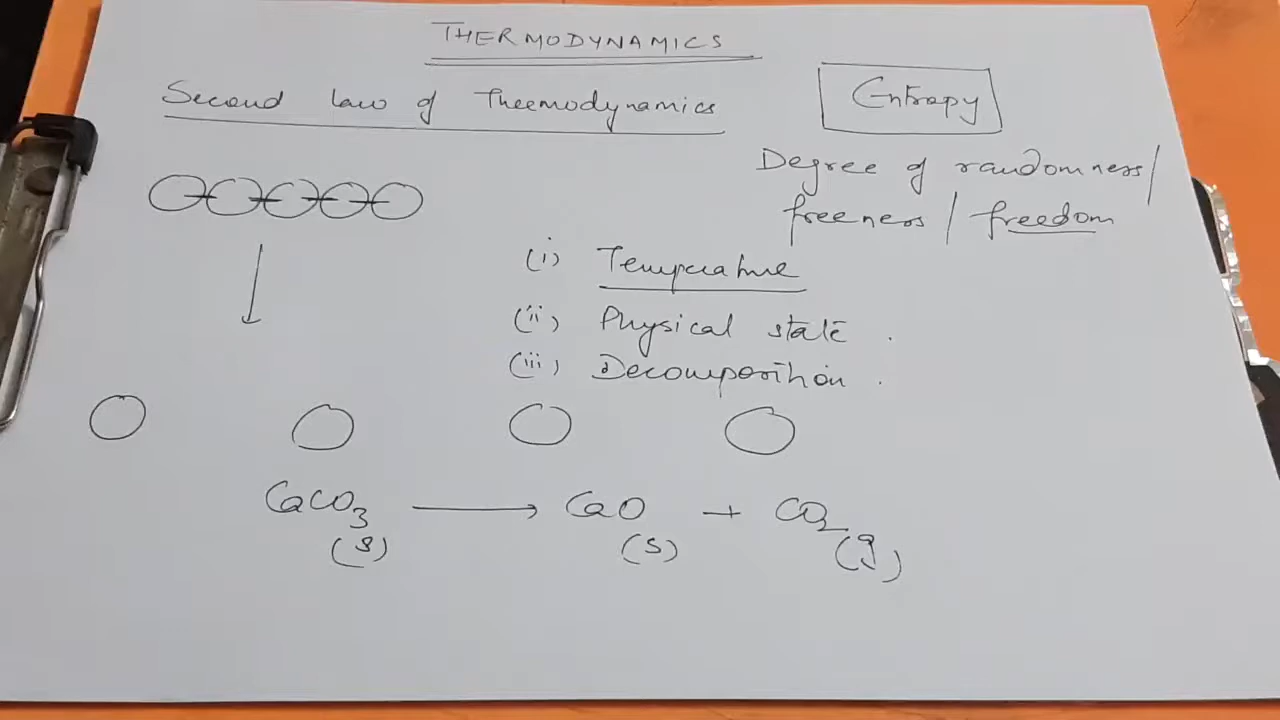 THERMODYNAMICS
Second law of Thermodynamics
Entropy
Degree of randomness/
freeness / freedom
(i) Temperature
(ii) Physical state.
(iii) Decomposition.
CaCO3 → CaO + CO2
(s) (s) (g)